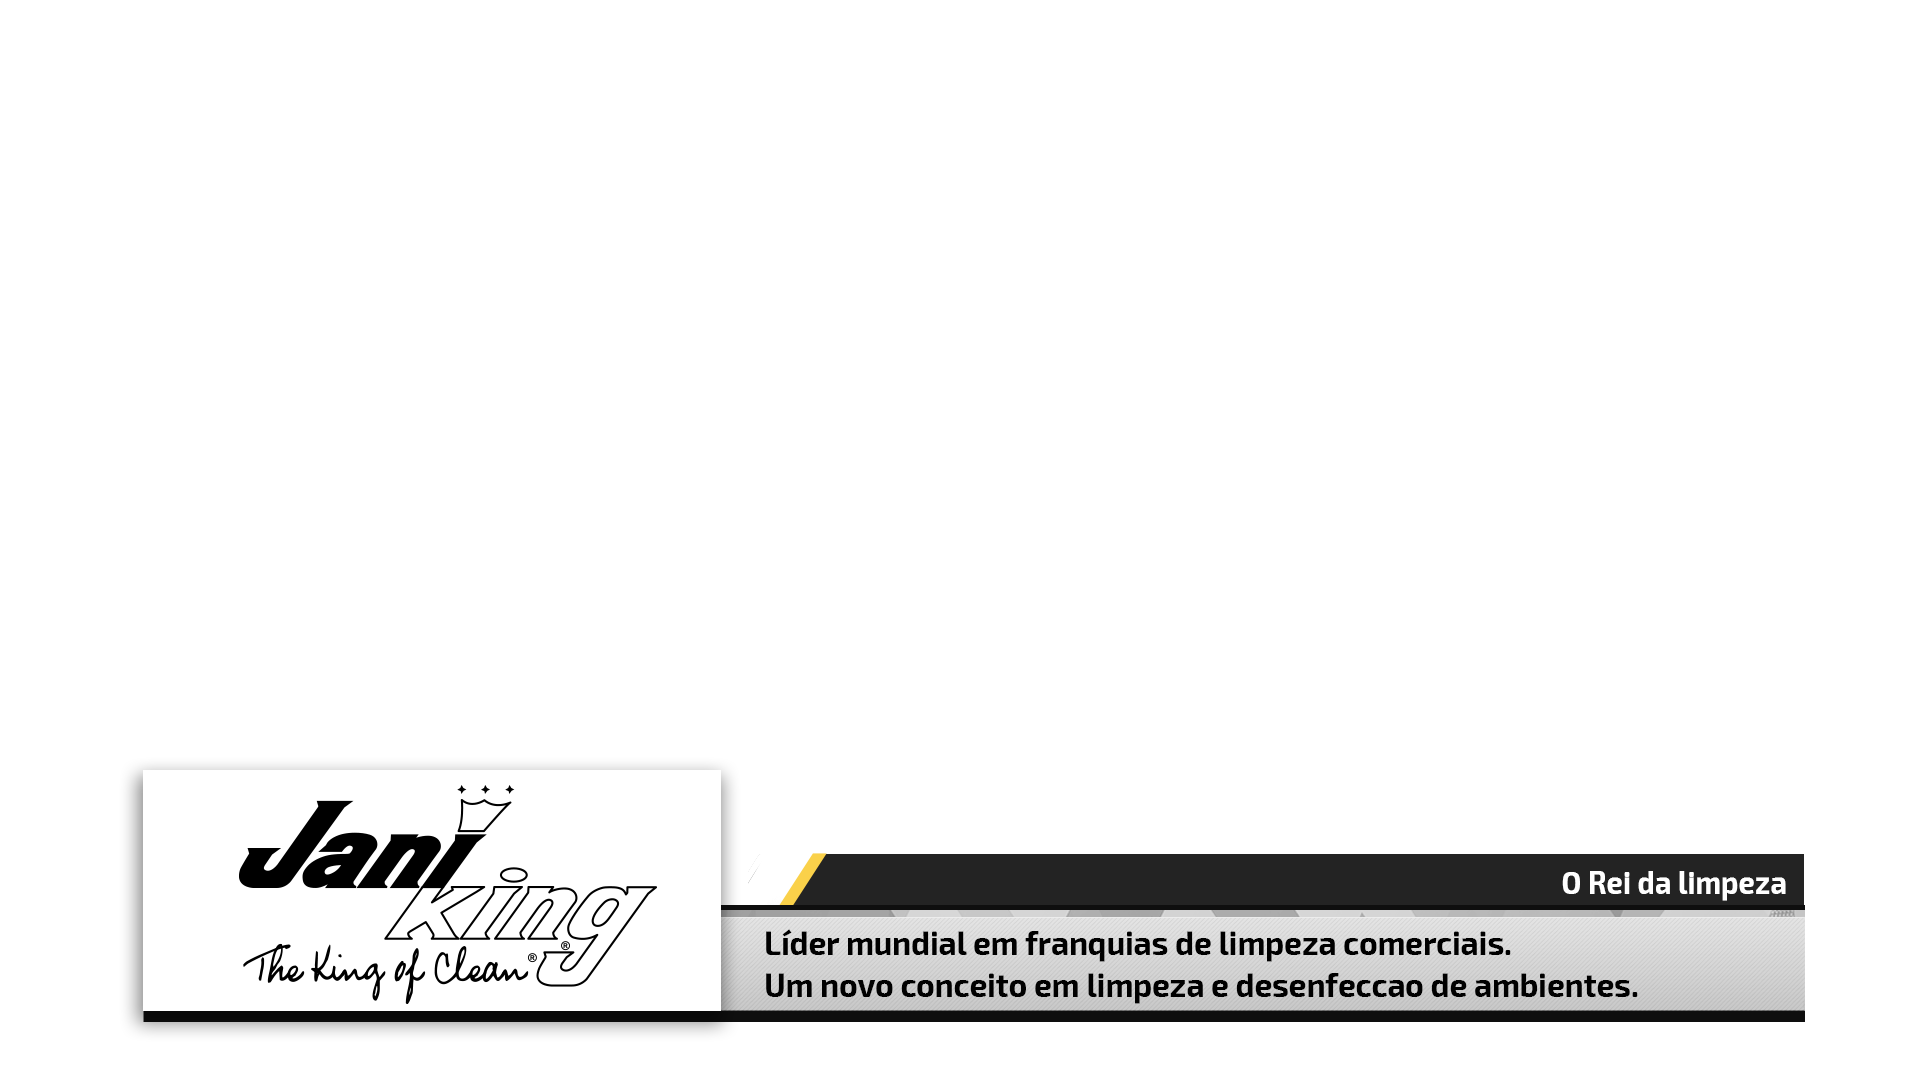 Jani
king®
The King of Clean®
O Rei da limpeza
Líder mundial em franquias de limpeza comerciais.
Um novo conceito em limpeza e desenfeccao de ambientes.